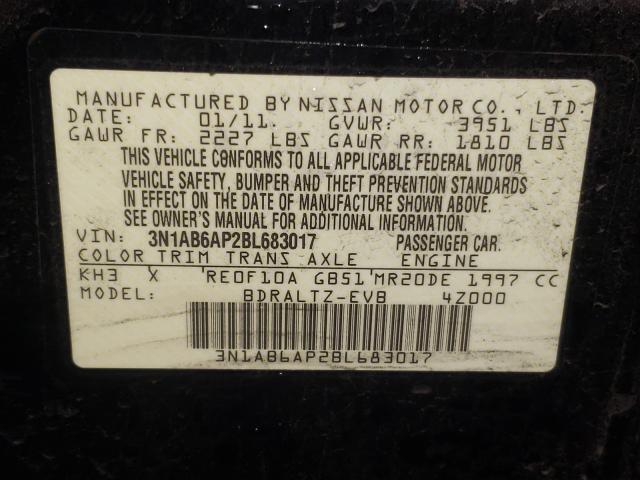 MANUFACTURED BY NISSAN MOTOR CO., LTD.
DATE: 01/11. GVWR: 3951 LBS
GAWR FR: 2227 LBS GAWR RR: 1810 LBS
THIS VEHICLE CONFORMS TO ALL APPLICABLE FEDERAL MOTOR
VEHICLE SAFETY, BUMPER AND THEFT PREVENTION STANDARDS
IN EFFECT ON THE DATE OF MANUFACTURE SHOWN ABOVE.
SEE OWNER'S MANUAL FOR ADDITIONAL INFORMATION.
VIN: 3N1AB6AP2BL683017 PASSENGER CAR.
COLOR TRIM TRANS AXLE ENGINE
KH3 X RE0F10A GB51 MR20DE 1997 CC
MODEL: BDRALTZ-EVB 4Z000
3N1AB6AP2BL683017